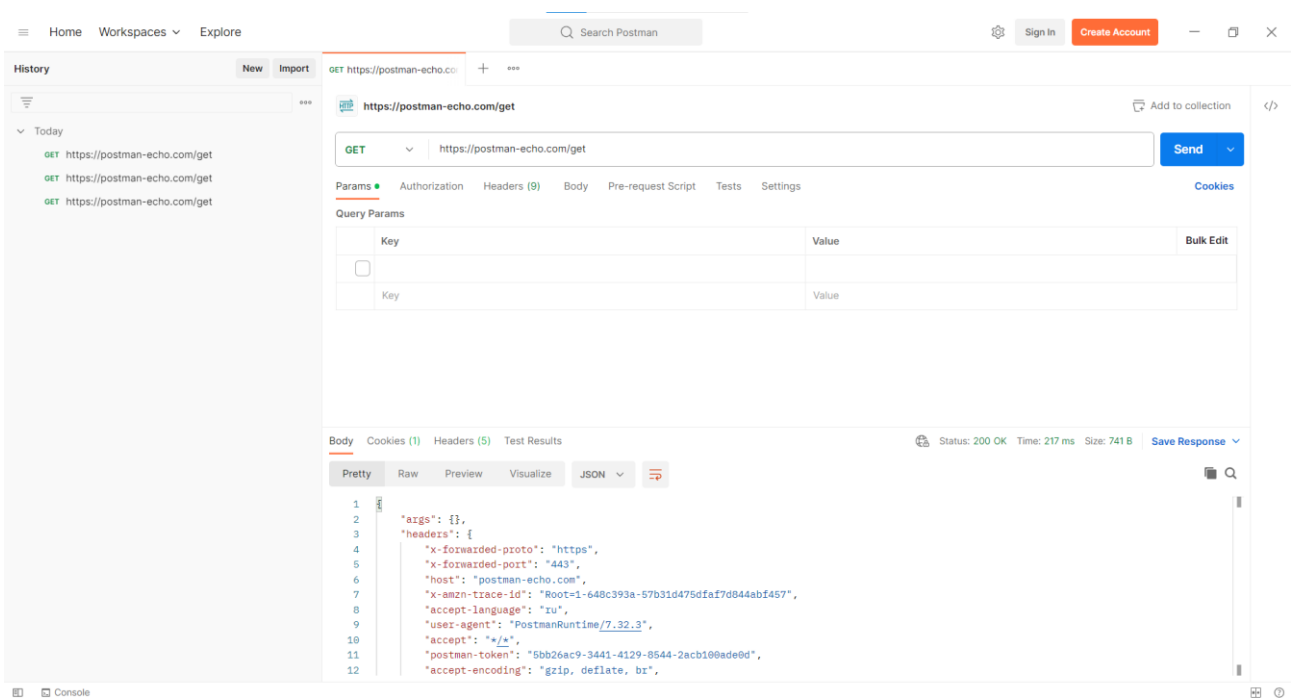 Home Workspaces Explore Search Postman Sign In Create Account
History New Import GET https://postman-echo.co
https://postman-echo.com/get Add to collection </>
Today
GET https://postman-echo.com/get
GET https://postman-echo.com/get
GET https://postman-echo.com/get
GET https://postman-echo.com/get Send
Params Authorization Headers (9) Body Pre-request Script Tests Settings Cookies
Query Params
Key Value Bulk Edit
Key Value
Body Cookies (1) Headers (5) Test Results Status: 200 OK Time: 217 ms Size: 741 B Save Response
Pretty Raw Preview Visualize JSON
1 {
2 "args": {},
3 "headers": {
4 "x-forwarded-proto": "https",
5 "x-forwarded-port": "443",
6 "host": "postman-echo.com",
7 "x-amzn-trace-id": "Root=1-648c393a-57b31d475dfaf7d844abf457",
8 "accept-language": "ru",
9 "user-agent": "PostmanRuntime/7.32.3",
10 "accept": "*/*",
11 "postman-token": "5bb26ac9-3441-4129-8544-2acb100ade0d",
12 "accept-encoding": "gzip, deflate, br",
Console